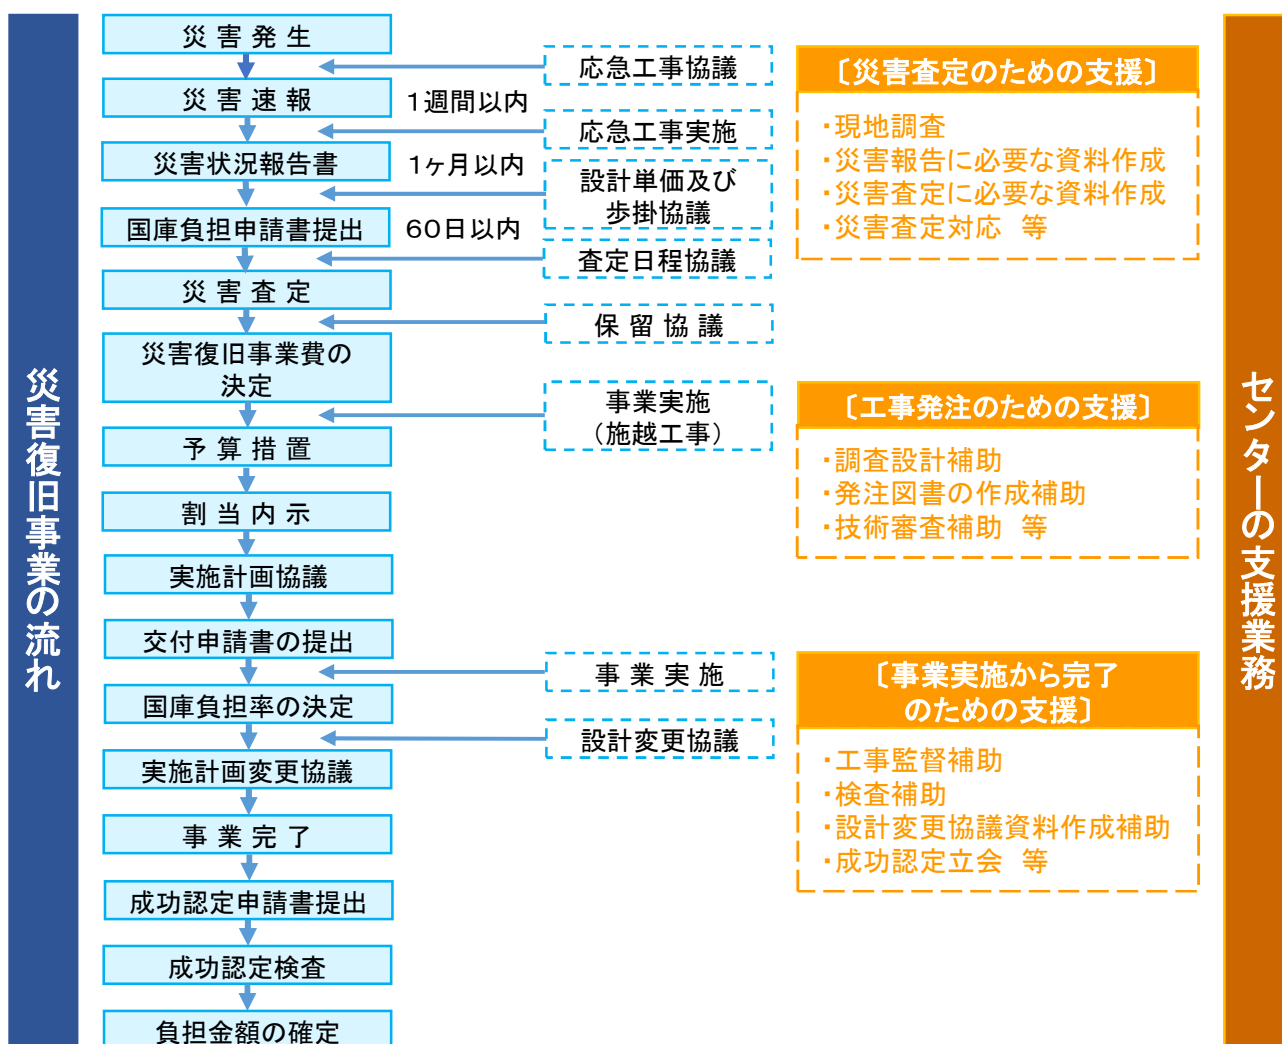 災害復旧事業の流れ
災害発生
災害速報
1週間以内
災害状況報告書
1ヶ月以内
国庫負担申請書提出
60日以内
災害査定
災害復旧事業費の
決定
予算措置
割当内示
実施計画協議
交付申請書の提出
国庫負担率の決定
実施計画変更協議
事業完了
成功認定申請書提出
成功認定検査
負担金額の確定
応急工事協議
応急工事実施
設計単価及び
歩掛協議
査定日程協議
保留協議
事業実施
（施越工事）
事業実施
設計変更協議
〔災害査定のための支援〕
・現地調査
・災害報告に必要な資料作成
・災害査定に必要な資料作成
・災害査定対応　等
〔工事発注のための支援〕
・調査設計補助
・発注図書の作成補助
・技術審査補助　等
〔事業実施から完了
のための支援〕
・工事監督補助
・検査補助
・設計変更協議資料作成補助
・成功認定立会　等
センターの支援業務